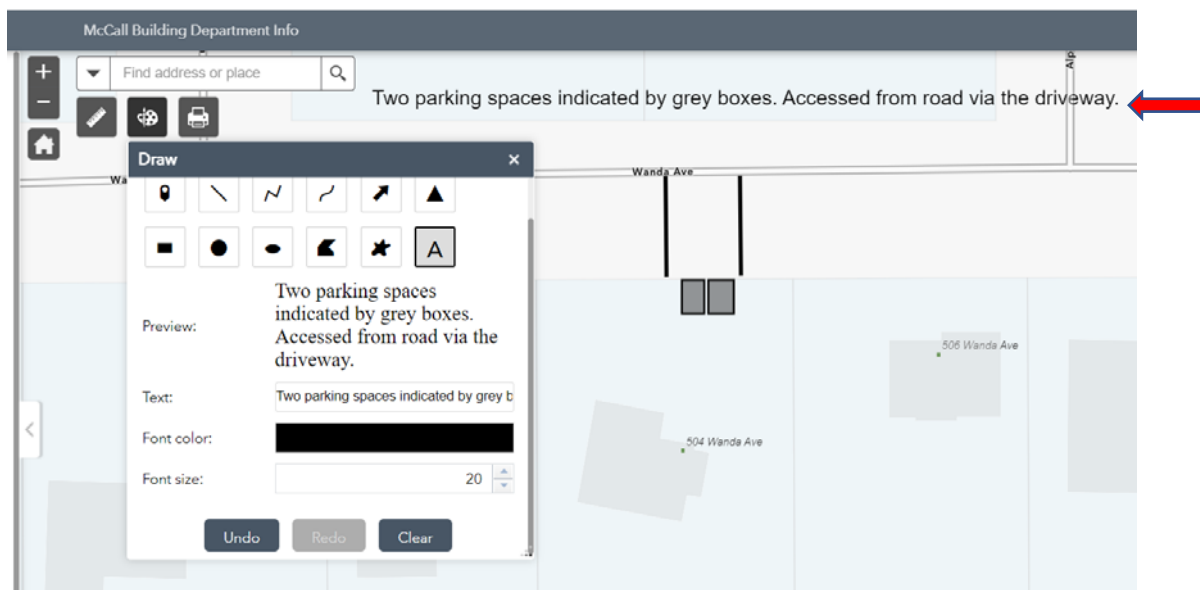 McCall Building Department Info
Find address or place
Two parking spaces indicated by grey boxes. Accessed from road via the driveway.
Draw
Wanda Ave
A
Preview:
Two parking spaces
indicated by grey boxes.
Accessed from road via the
driveway.
Text:
Two parking spaces indicated by grey b
Font color:
Font size:
20
Undo
Redo
Clear
506 Wanda Ave
504 Wanda Ave